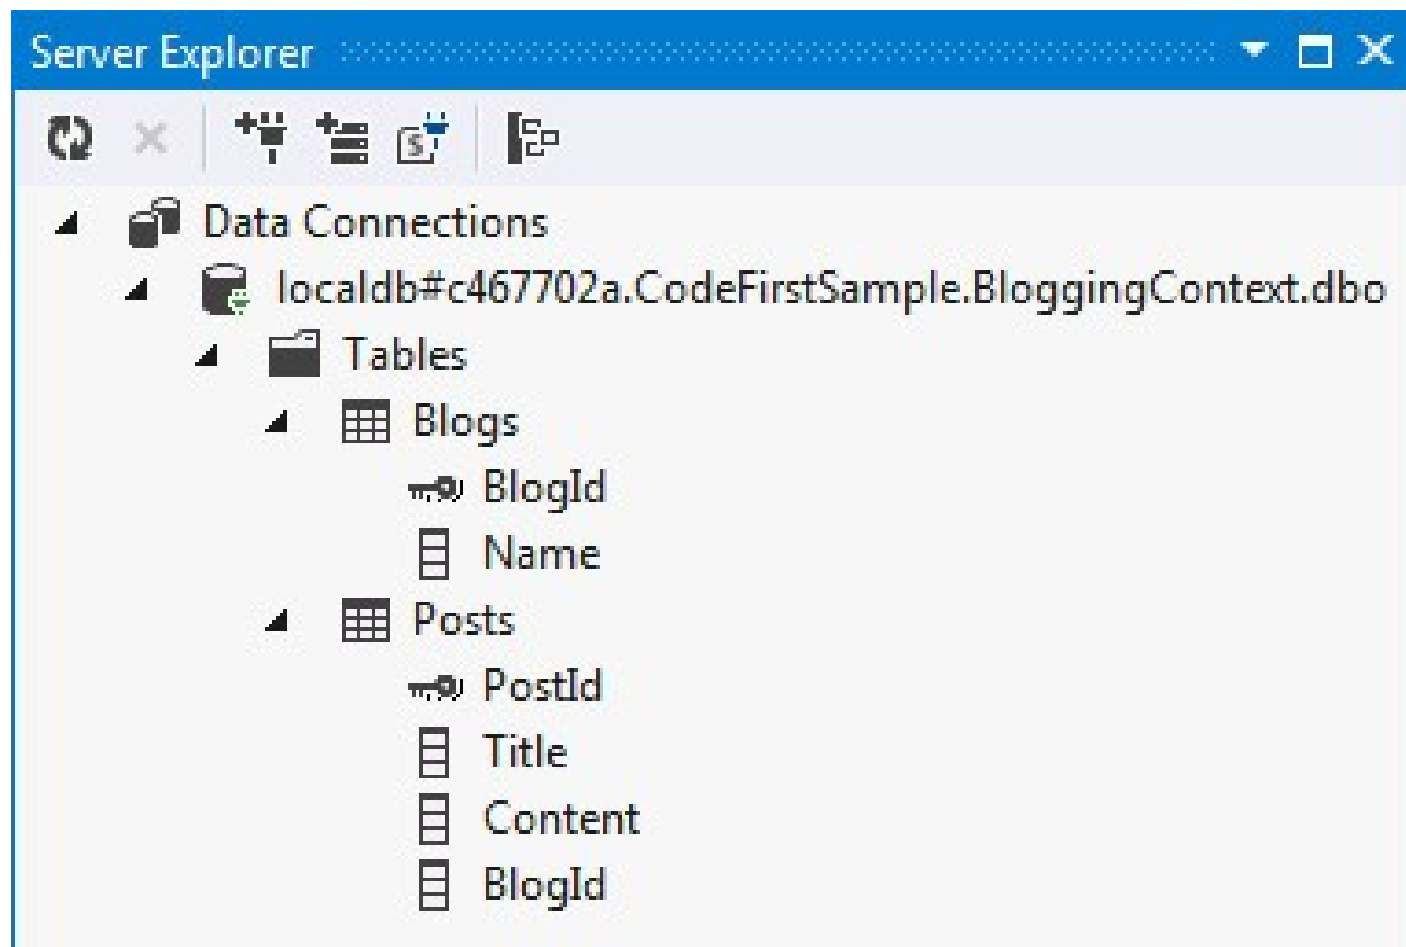 Server Explorer
Data Connections
localdb#c467702a.CodeFirstSample.BloggingContext.dbo
Tables
Blogs
BlogId
Name
Posts
PostId
Title
Content
BlogId